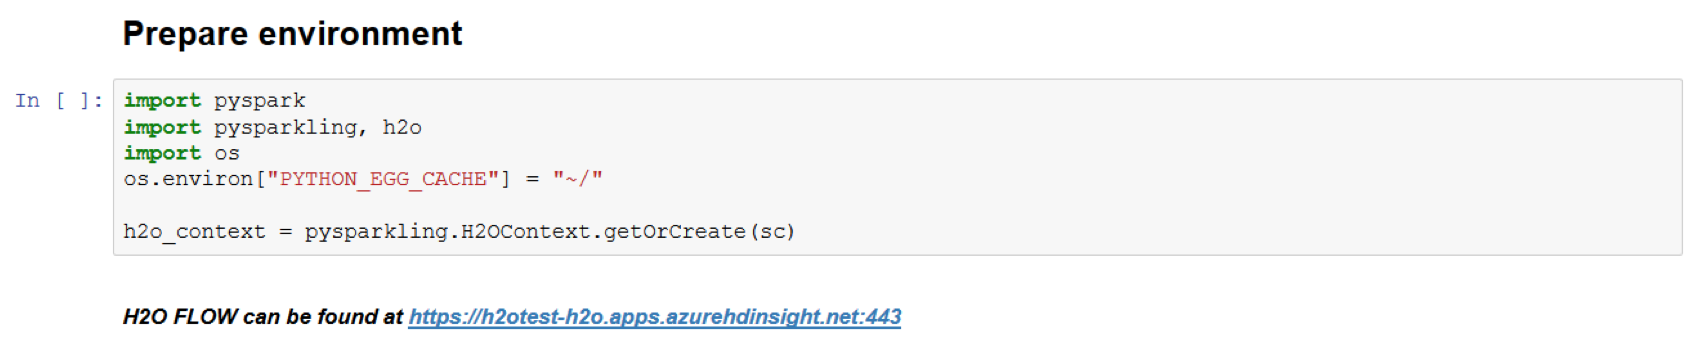 Prepare environment
In [ ]: import pyspark
import pysparkling, h2o
import os
os.environ["PYTHON_EGG_CACHE"] = "~/"
h2o_context = pysparkling.H2OContext.getOrCreate(sc)
H2O FLOW can be found at https://h2otest-h2o.apps.azurehdinsight.net:443